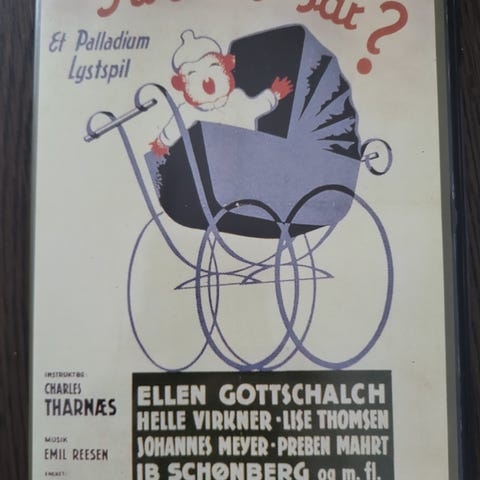 Et Palladium
Lystspil
INSTRUKTØR:
CHARLES
THARNÆS
MUSIK
EMIL REESEN
ELLEN GOTTSCHALCH
HELLE VIRKNER · LISE THOMSEN
JOHANNES MEYER · PREBEN MAHRT
IB SCHØNBERG og m. fl.